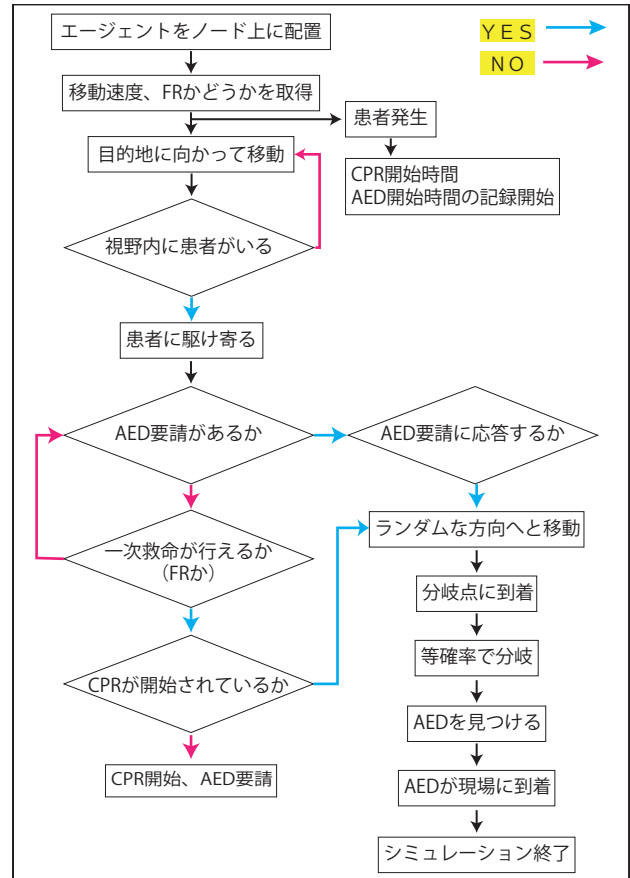 エージェントをノード上に配置
YES
移動速度、FRかどうかを取得
NO
患者発生
目的地に向かって移動
CPR開始時間
AED開始時間の記録開始
視野内に患者がいる
患者に駆け寄る
AED要請があるか
AED要請に応答するか
ランダムな方向へと移動
一次救命が行えるか
(FRか)
分岐点に到着
等確率で分岐
CPRが開始されているか
AEDを見つける
CPR開始、AED要請
AEDが現場に到着
シミュレーション終了